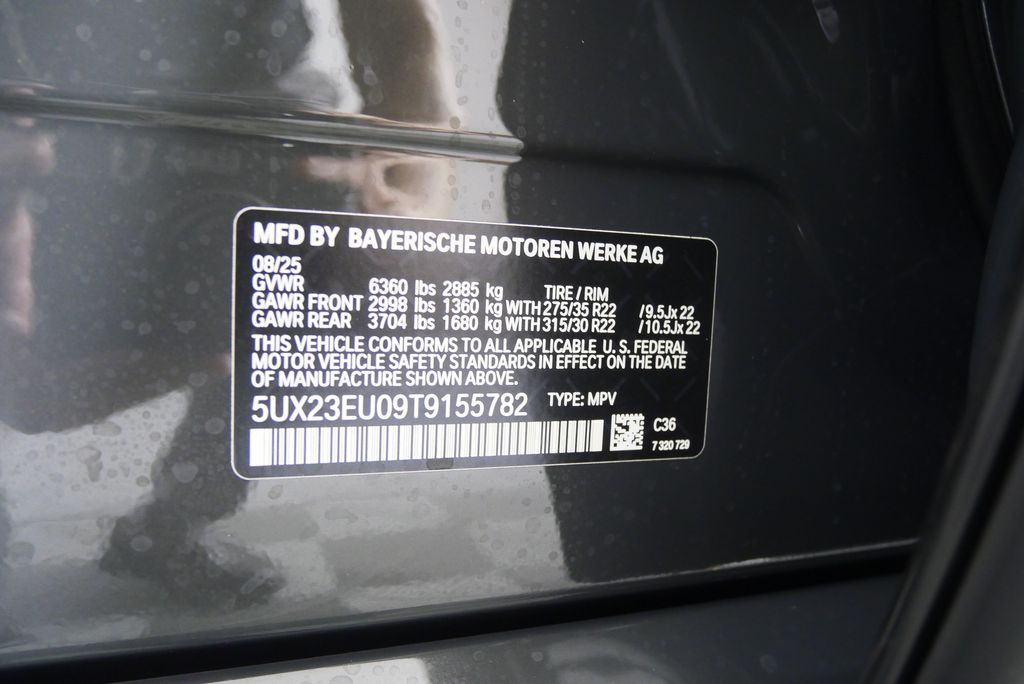 MFD BY BAYERISCHE MOTOREN WERKE AG
08/25
GVWR 6360 lbs 2885 kg TIRE / RIM
GAWR FRONT 2998 lbs 1360 kg WITH 275/35 R22 /9.5Jx 22
GAWR REAR 3704 lbs 1680 kg WITH 315/30 R22 /10.5Jx 22
THIS VEHICLE CONFORMS TO ALL APPLICABLE U. S. FEDERAL
MOTOR VEHICLE SAFETY STANDARDS IN EFFECT ON THE DATE
OF MANUFACTURE SHOWN ABOVE.
5UX23EU09T9155782 TYPE: MPV
C36
7 320 729